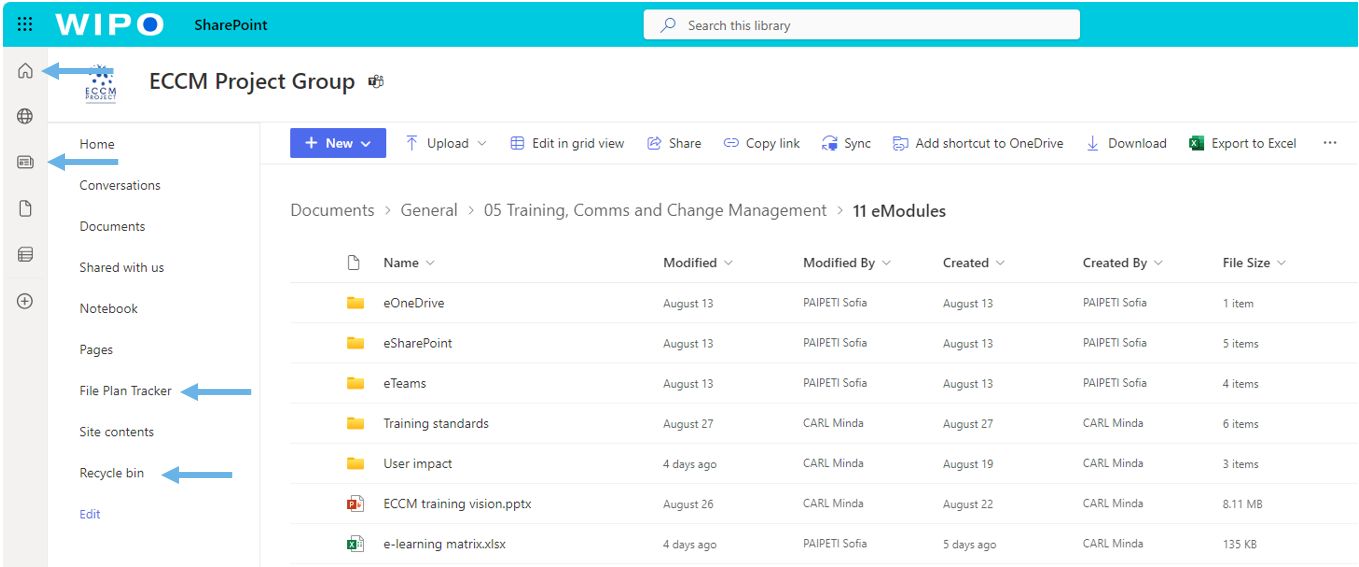 WIPO SharePoint Search this library
ECCM PROJECT
ECCM Project Group
Home
Conversations
Documents
Shared with us
Notebook
Pages
File Plan Tracker
Site contents
Recycle bin
Edit
+ New Upload Edit in grid view Share Copy link Sync Add shortcut to OneDrive Download Export to Excel ...
Documents > General > 05 Training, Comms and Change Management > 11 eModules
Name Modified Modified By Created Created By File Size
eOneDrive August 13 PAIPETI Sofia August 13 PAIPETI Sofia 1 item
eSharePoint August 13 PAIPETI Sofia August 13 PAIPETI Sofia 5 items
eTeams August 13 PAIPETI Sofia August 13 PAIPETI Sofia 4 items
Training standards August 27 CARL Minda August 27 CARL Minda 6 items
User impact 4 days ago CARL Minda August 19 CARL Minda 3 items
ECCM training vision.pptx August 26 CARL Minda August 22 CARL Minda 8.11 MB
e-learning matrix.xlsx 4 days ago PAIPETI Sofia 5 days ago CARL Minda 135 KB